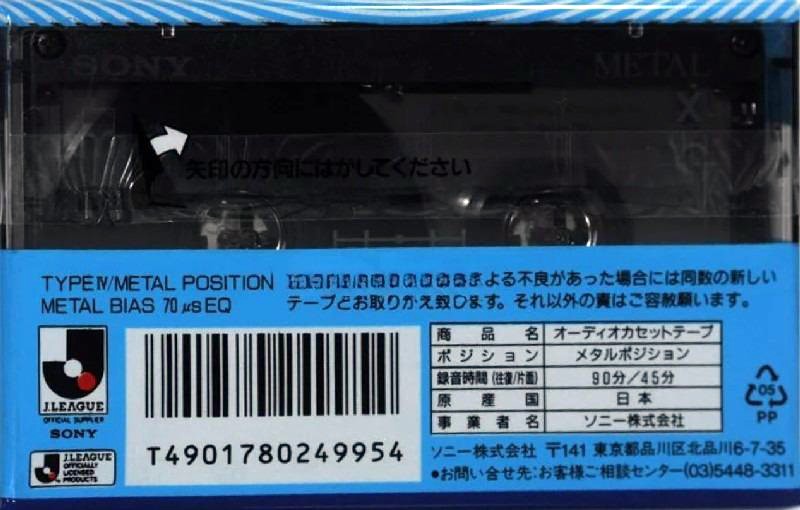 SONY METAL
X
矢印の方向にはがしてください
TYPE IV/METAL POSITION
METAL BIAS 70 μs EQ
よる不良があった場合には同数の新しい
テープとお取りかえ致します。それ以外の責はご容赦願います。
J.LEAGUE
OFFICIAL SUPPLIER
SONY
J.LEAGUE
OFFICIALLY
LICENSED
PRODUCTS
T4901780249954
商品名 オーディオカセットテープ
ポジション メタルポジション
録音時間(往復/片面) 90分/45分
原産国 日本
事業者名 ソニー株式会社
05
PP
ソニー株式会社 〒141 東京都品川区北品川6-7-35
●お問い合せ先:お客様ご相談センター(03)5448-3311